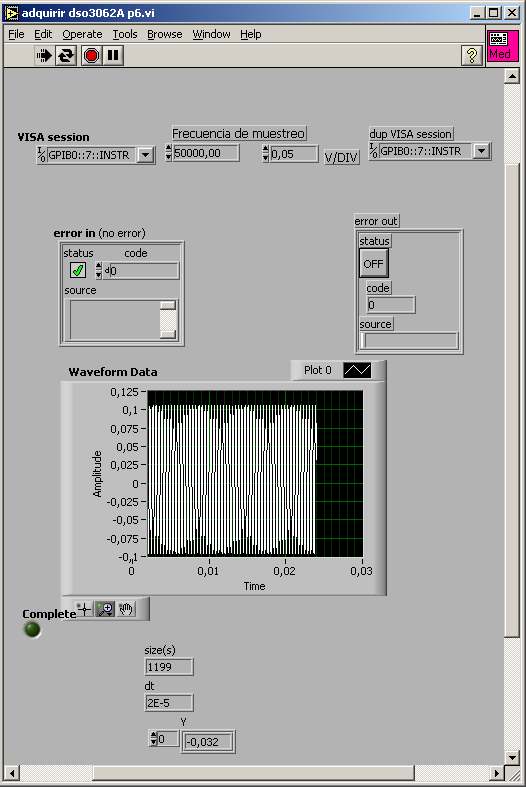 adquirir dso3062A p6.vi
File Edit Operate Tools Browse Window Help
?
Med
VISA session
Frecuencia de muestreo
dup VISA session
GPIB0::7::INSTR
50000,00
0,05
V/DIV
GPIB0::7::INSTR
error in (no error)
status
code
d0
source
error out
status
OFF
code
0
source
Waveform Data
Plot 0
0,125
0,1
0,075
0,05
0,025
0
-0,025
-0,05
-0,075
-0,1
Amplitude
0
0,01
0,02
0,03
Time
Complete
size(s)
1199
dt
2E-5
Y
0
-0,032